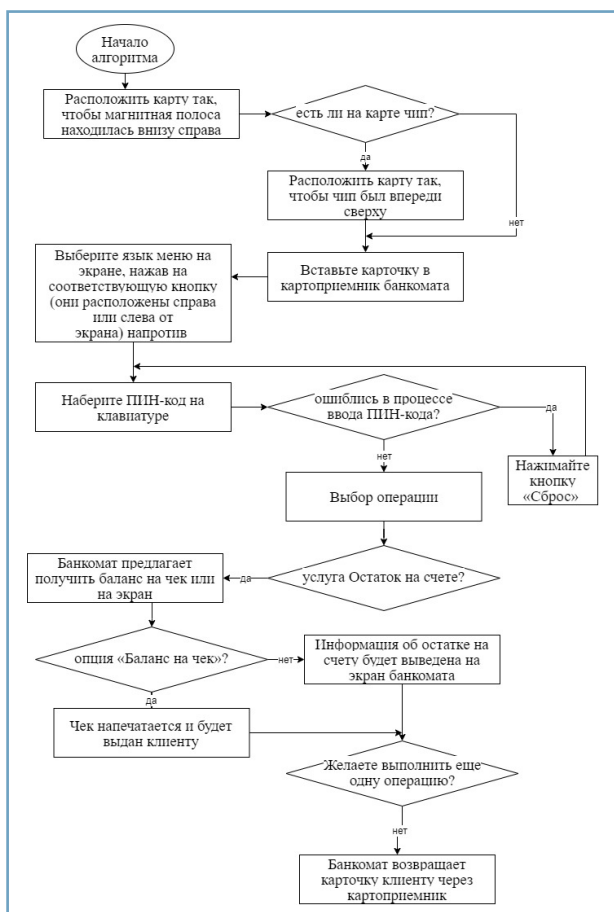 Начало
алгоритма
Расположить карту так,
чтобы магнитная полоса
находилась внизу справа
есть ли на карте чип?
да
Расположить карту так,
чтобы чип был впереди
сверху
нет
Вставьте карточку в
картоприемник банкомата
Выберите язык меню на
экране, нажав на
соответствующую кнопку
(они расположены справа
или слева от
экрана) напротив
Наберите ПИН-код на
клавиатуре
ошиблись в процессе
ввода ПИН-кода?
да
Нажимайте
кнопку
«Сброс»
нет
Выбор операции
услуга Остаток на счете?
да
Банкомат предлагает
получить баланс на чек или
на экран
опция «Баланс на чек»?
нет
Информация об остатке на
счету будет выведена на
экран банкомата
да
Чек напечатается и будет
выдан клиенту
Желаете выполнить еще
одну операцию?
нет
Банкомат возвращает
карточку клиенту через
картоприемник